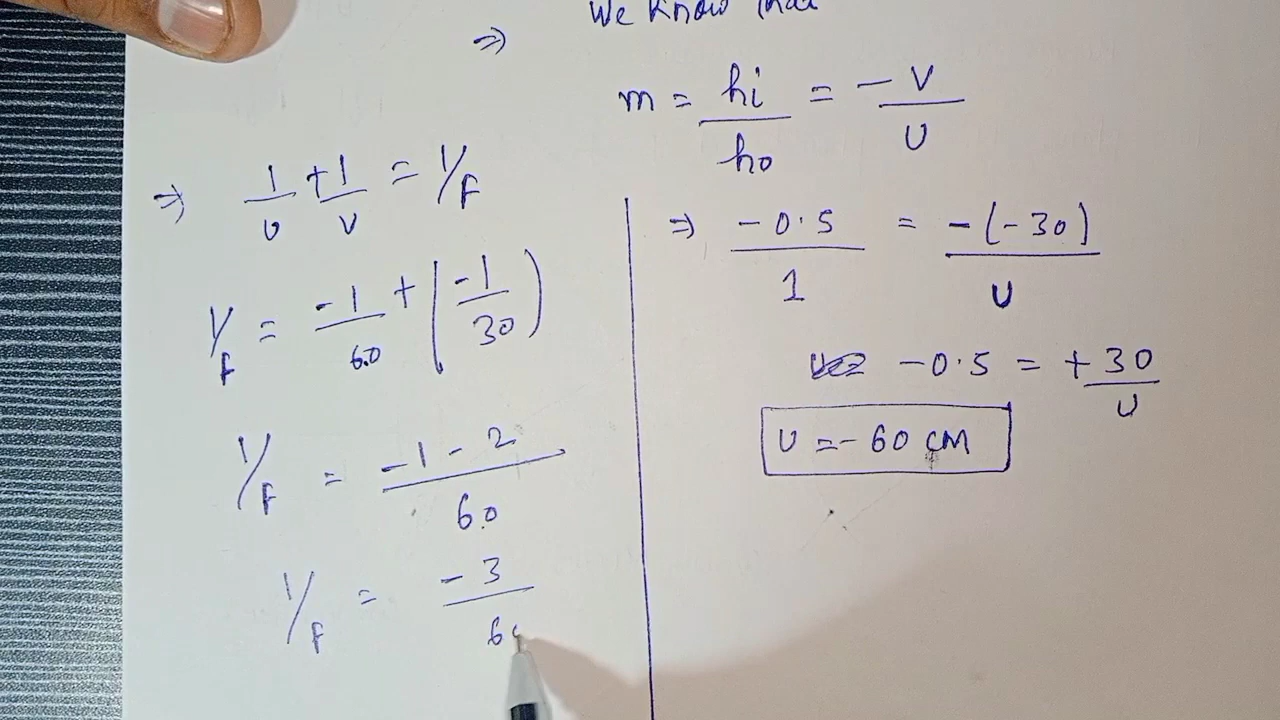 ⇒ We know that
m = hi/ho = -v/u
⇒ 1/u + 1/v = 1/F
1/F = -1/60 + (-1/30)
1/F = -1-2/60
1/F = -3/6
⇒ -0.5/1 = -(-30)/u
-0.5 = +30/u
u = -60 cm